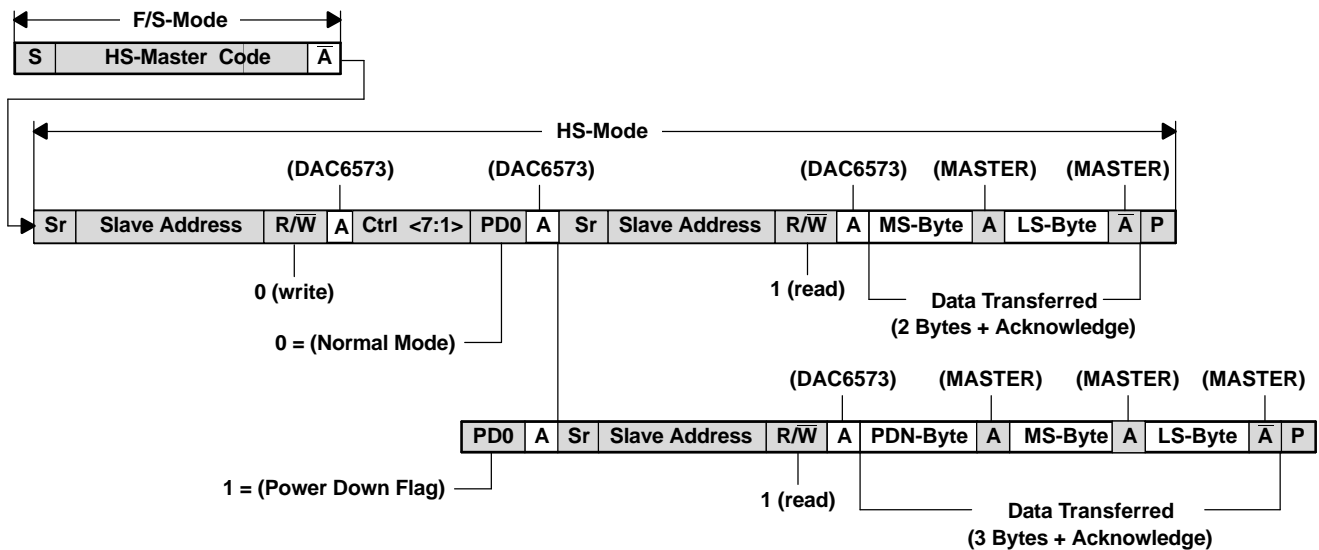 F/S-Mode
S HS-Master Code A̅
HS-Mode
(DAC6573) (DAC6573) (DAC6573) (MASTER) (MASTER)
Sr Slave Address R/W̅ A Ctrl <7:1> PD0 A Sr Slave Address R/W̅ A MS-Byte A LS-Byte A̅ P
0 (write) 1 (read) Data Transferred
(2 Bytes + Acknowledge)
0 = (Normal Mode)
(DAC6573) (MASTER) (MASTER) (MASTER)
PD0 A Sr Slave Address R/W̅ A PDN-Byte A MS-Byte A LS-Byte A̅ P
1 = (Power Down Flag) 1 (read) Data Transferred
(3 Bytes + Acknowledge)